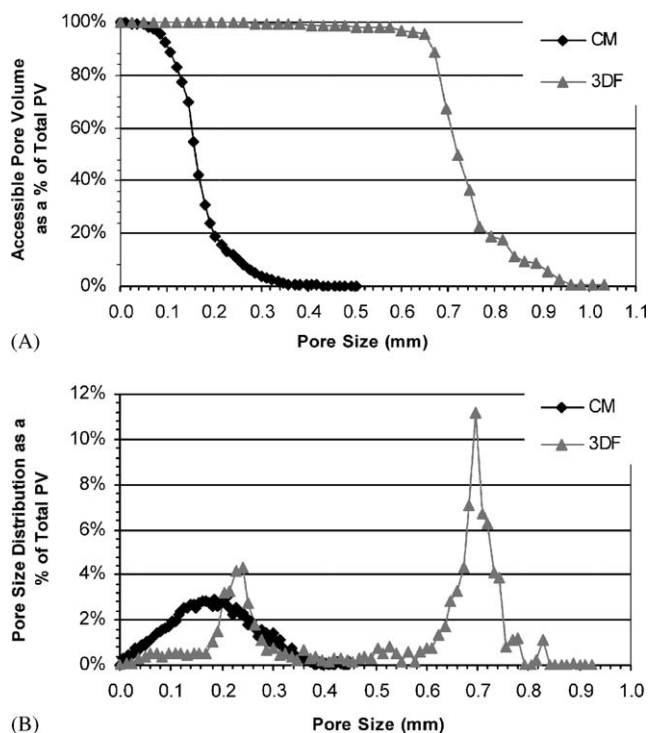 100%
80%
60%
40%
20%
0%
Accessible Pore Volume
as a % of Total PV
CM
3DF
0.0 0.1 0.2 0.3 0.4 0.5 0.6 0.7 0.8 0.9 1.0 1.1
Pore Size (mm)
(A)
12%
10%
8%
6%
4%
2%
0%
Pore Size Distribution as a
% of Total PV
CM
3DF
0.0 0.1 0.2 0.3 0.4 0.5 0.6 0.7 0.8 0.9 1.0
Pore Size (mm)
(B)